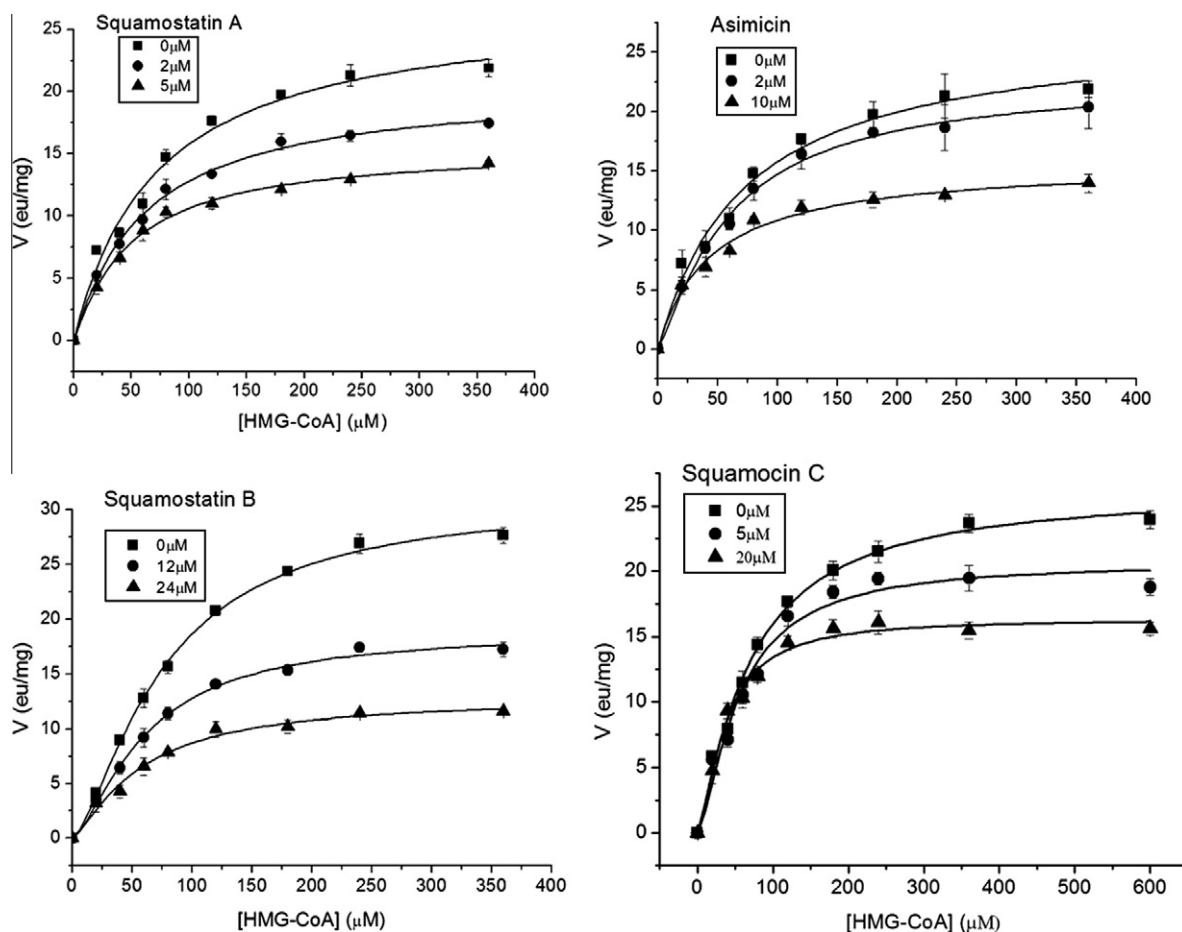 Squamostatin A
0μM
2μM
5μM
25
20
15
10
5
0
V (eu/mg)
0 50 100 150 200 250 300 350 400
[HMG-CoA] (μM)
Asimicin
0μM
2μM
10μM
25
20
15
10
5
0
V (eu/mg)
0 50 100 150 200 250 300 350 400
Squamostatin B
0μM
12μM
24μM
30
25
20
15
10
5
0
V (eu/mg)
0 50 100 150 200 250 300 350 400
[HMG-CoA] (μM)
Squamocin C
0μM
5μM
20μM
25
20
15
10
5
0
V (eu/mg)
0 100 200 300 400 500 600
[HMG-CoA] (μM)